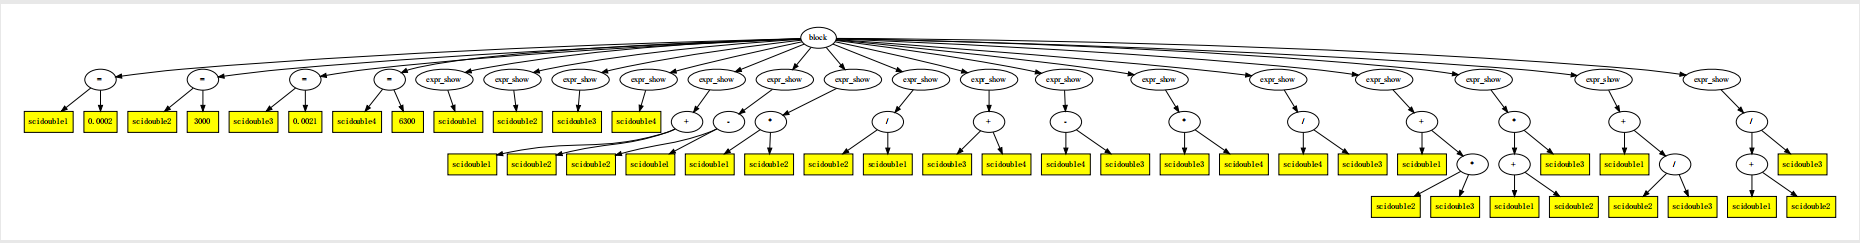 block
= = = = expr_show expr_show expr_show expr_show expr_show expr_show expr_show expr_show expr_show expr_show expr_show expr_show expr_show expr_show expr_show expr_show
scidouble1 0.0002 scidouble2 3000 scidouble3 0.0021 scidouble4 6300 scidouble1 scidouble2 scidouble3 scidouble4 + - * / + - * / + * + /
scidouble1 scidouble2 scidouble2 scidouble1 scidouble1 scidouble2 scidouble2 scidouble1 scidouble3 scidouble4 scidouble4 scidouble3 scidouble3 scidouble4 scidouble4 scidouble3 scidouble1 * + scidouble3 scidouble1 / + scidouble3
scidouble2 scidouble3 scidouble1 scidouble2 scidouble2 scidouble3 scidouble1 scidouble2